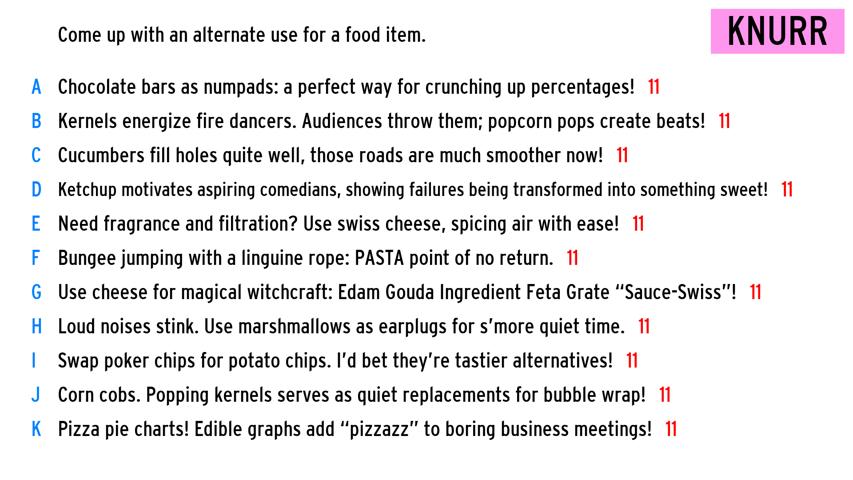 Come up with an alternate use for a food item.
KNURR
A Chocolate bars as numpads: a perfect way for crunching up percentages! 11
B Kernels energize fire dancers. Audiences throw them; popcorn pops create beats! 11
C Cucumbers fill holes quite well, those roads are much smoother now! 11
D Ketchup motivates aspiring comedians, showing failures being transformed into something sweet! 11
E Need fragrance and filtration? Use swiss cheese, spicing air with ease! 11
F Bungee jumping with a linguine rope: PASTA point of no return. 11
G Use cheese for magical witchcraft: Edam Gouda Ingredient Feta Grate “Sauce-Swiss”! 11
H Loud noises stink. Use marshmallows as earplugs for s’more quiet time. 11
I Swap poker chips for potato chips. I’d bet they’re tastier alternatives! 11
J Corn cobs. Popping kernels serves as quiet replacements for bubble wrap! 11
K Pizza pie charts! Edible graphs add “pizzazz” to boring business meetings! 11